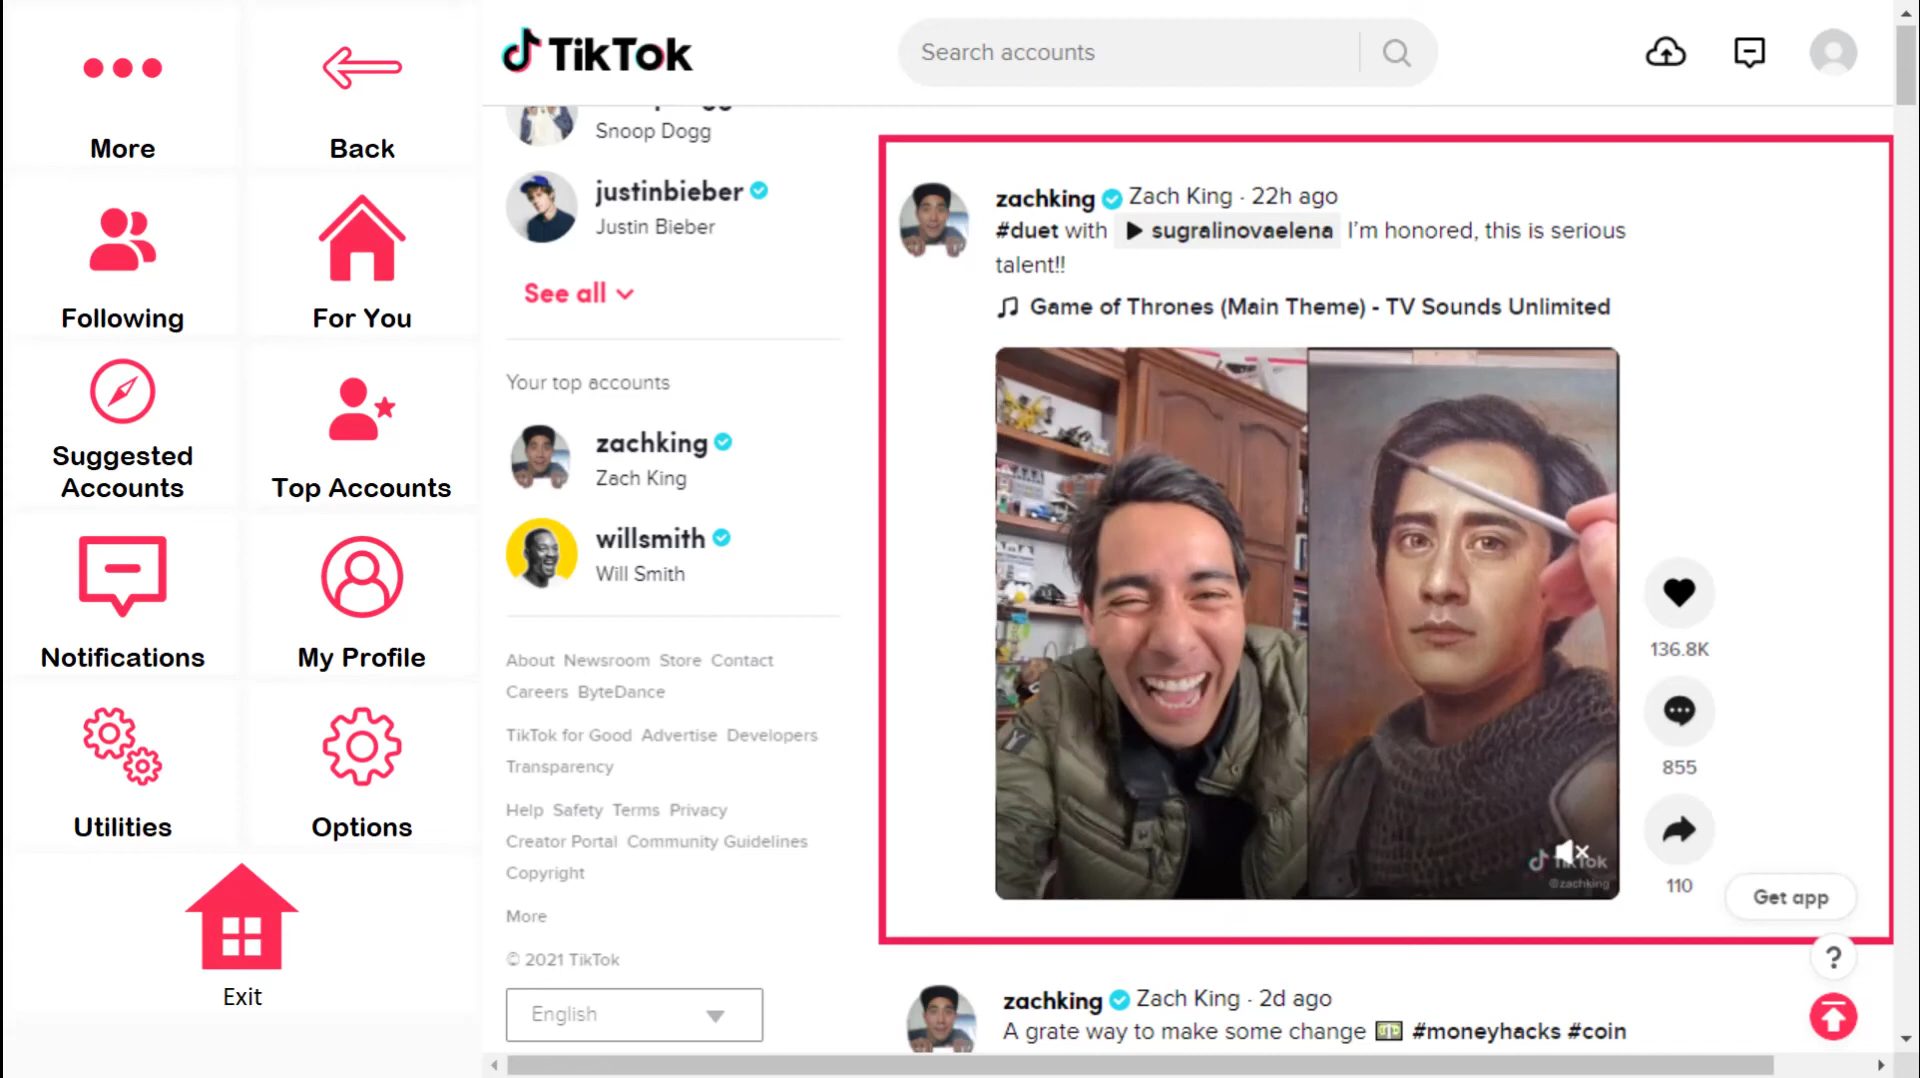 More
Back
Following
For You
Suggested
Accounts
Top Accounts
Notifications
My Profile
Utilities
Options
Exit
TikTok
Search accounts
Snoop Dogg
justinbieber
Justin Bieber
See all
Your top accounts
zachking
Zach King
willsmith
Will Smith
About Newsroom Store Contact
Careers ByteDance
TikTok for Good Advertise Developers
Transparency
Help Safety Terms Privacy
Creator Portal Community Guidelines
Copyright
More
© 2021 TikTok
English
zachking Zach King · 22h ago
#duet with sugralinovaelena I'm honored, this is serious
talent!!
Game of Thrones (Main Theme) - TV Sounds Unlimited
TikTok
@zachking
136.8K
855
110
Get app
?
zachking Zach King · 2d ago
A grate way to make some change #moneyhacks #coin